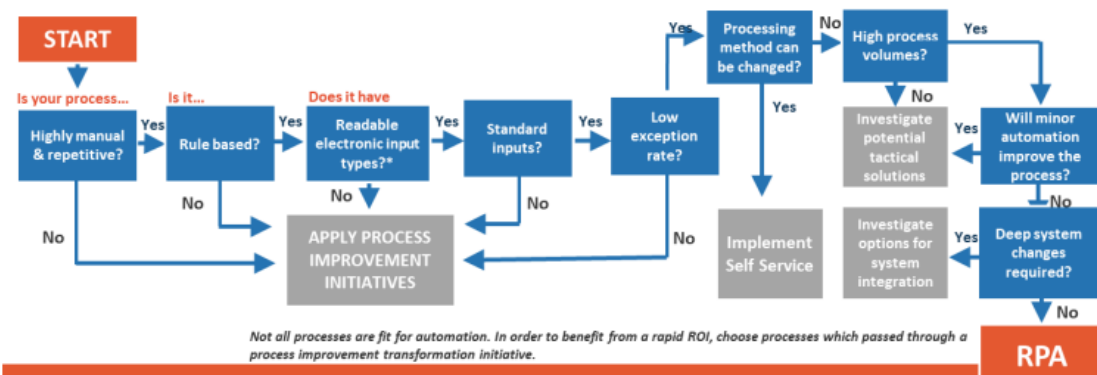 START
Is your process...
Highly manual
& repetitive?
Yes
No
Is it...
Rule based?
Yes
No
Does it have
Readable
electronic input
types?*
Yes
No
Standard
inputs?
Yes
No
Low
exception
rate?
Yes
No
APPLY PROCESS
IMPROVEMENT
INITIATIVES
Processing
method can
be changed?
No
Yes
Implement
Self Service
High process
volumes?
Yes
No
Investigate
potential
tactical
solutions
Will minor
automation
improve the
process?
Yes
No
Deep system
changes
required?
Yes
Investigate
options for
system
integration
No
RPA
Not all processes are fit for automation. In order to benefit from a rapid ROI, choose processes which passed through a
process improvement transformation initiative.